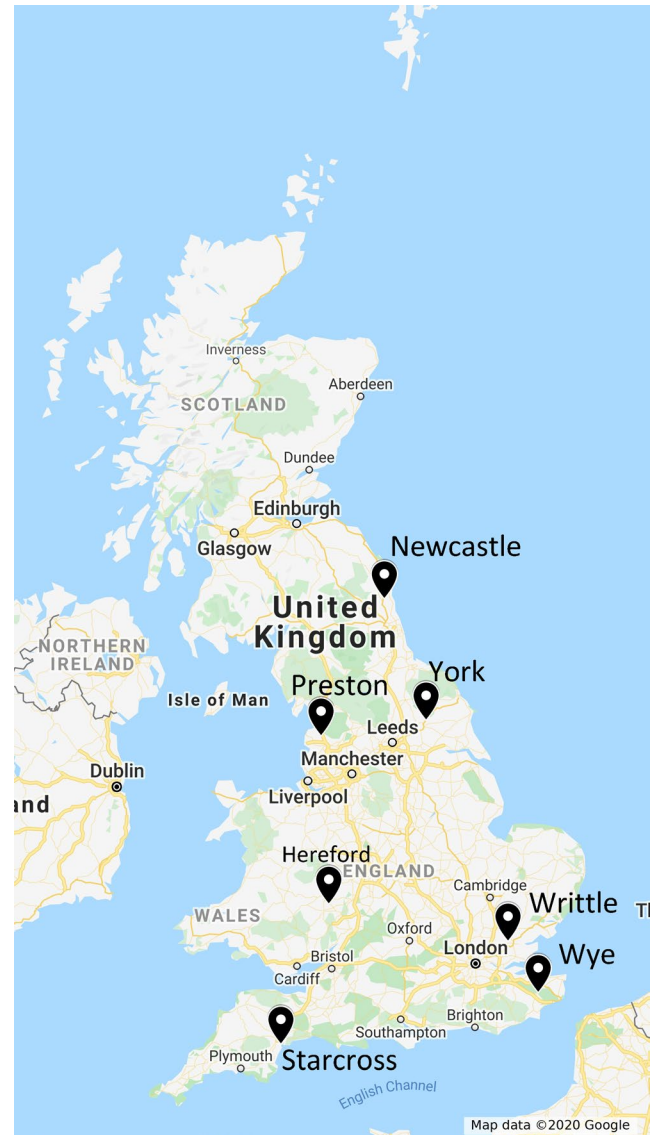 Inverness
SCOTLAND
Aberdeen
Dundee
Edinburgh
Glasgow
Newcastle
United
Kingdom
NORTHERN
IRELAND
York
Preston
Isle of Man
Leeds
Manchester
Dublin
Liverpool
and
Hereford
ENGLAND
Cambridge
Writtle
WALES
Oxford
London
Wye
Bristol
Cardiff
Brighton
Southampton
Plymouth
Starcross
English Channel
Map data ©2020 Google